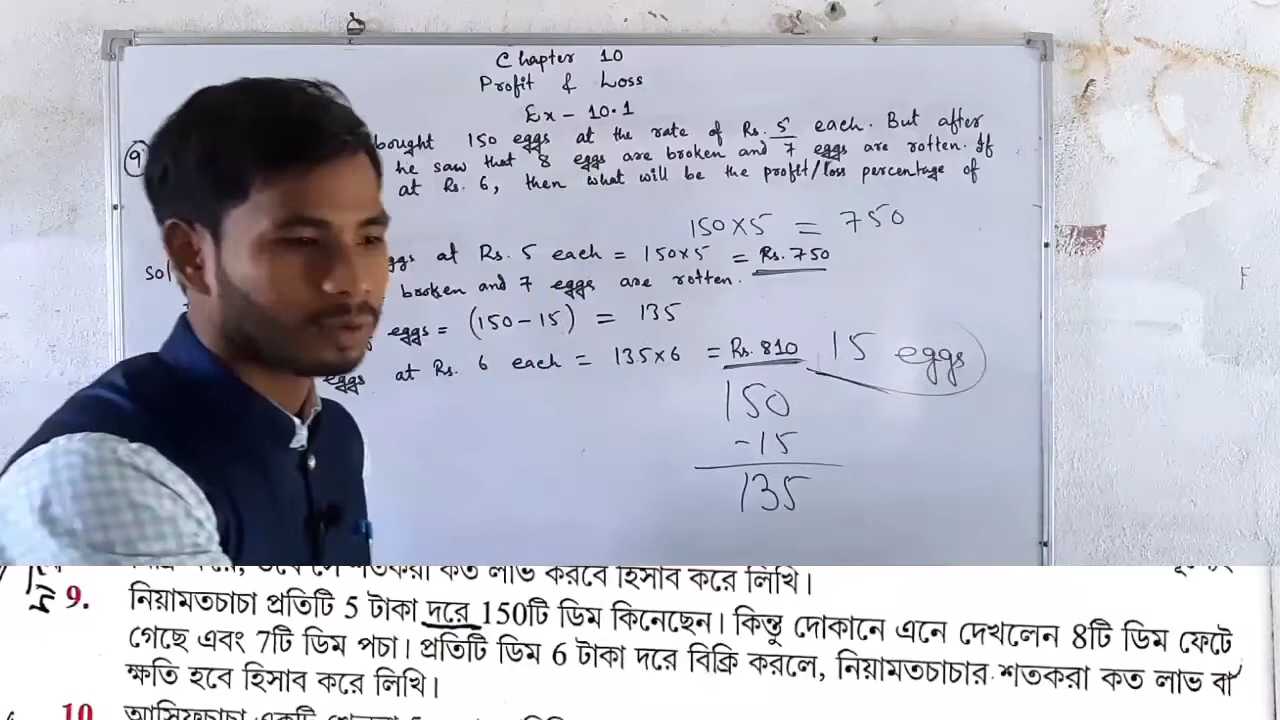 Chapter 10
Profit & Loss
Ex - 10.1
9
bought 150 eggs at the rate of Rs. 5 each. But after
he saw that 8 eggs are broken and 7 eggs are rotten. If
at Rs. 6, then what will be the profit/loss percentage of
150×5 = 750
Sol
at Rs. 5 each = 150×5 = Rs. 750
broken and 7 eggs are rotten.
eggs = (150-15) = 135
eggs at Rs. 6 each = 135×6 = Rs. 810
15 eggs
150
-15
135
শতকরা কত লাভ করবে হিসাব করে লিখি।
9. নিয়ামতচাচা প্রতিটি 5 টাকা দরে 150টি ডিম কিনেছেন। কিন্তু দোকানে এনে দেখলেন 8টি ডিম ফেটে
গেছে এবং 7টি ডিম পচা। প্রতিটি ডিম 6 টাকা দরে বিক্রি করলে, নিয়ামতচাচার শতকরা কত লাভ বা
ক্ষতি হবে হিসাব করে লিখি।
10. আসিফচাচা একটি